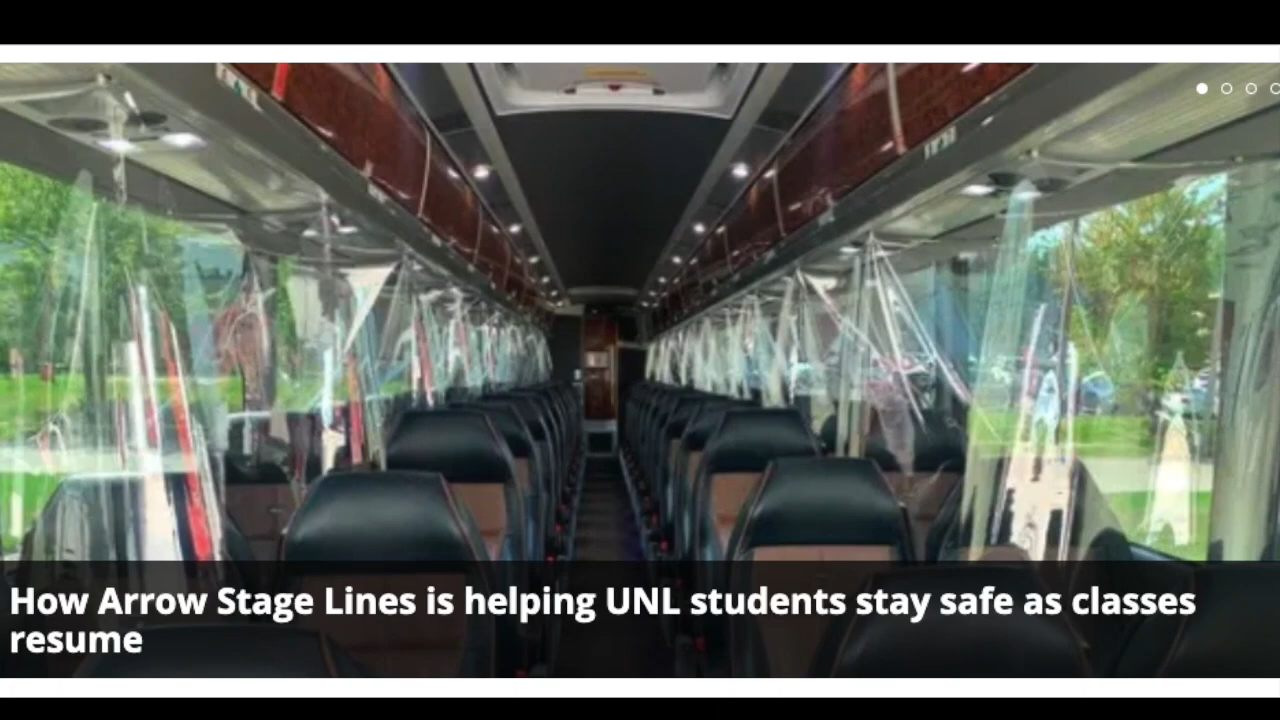 How Arrow Stage Lines is helping UNL students stay safe as classes
resume